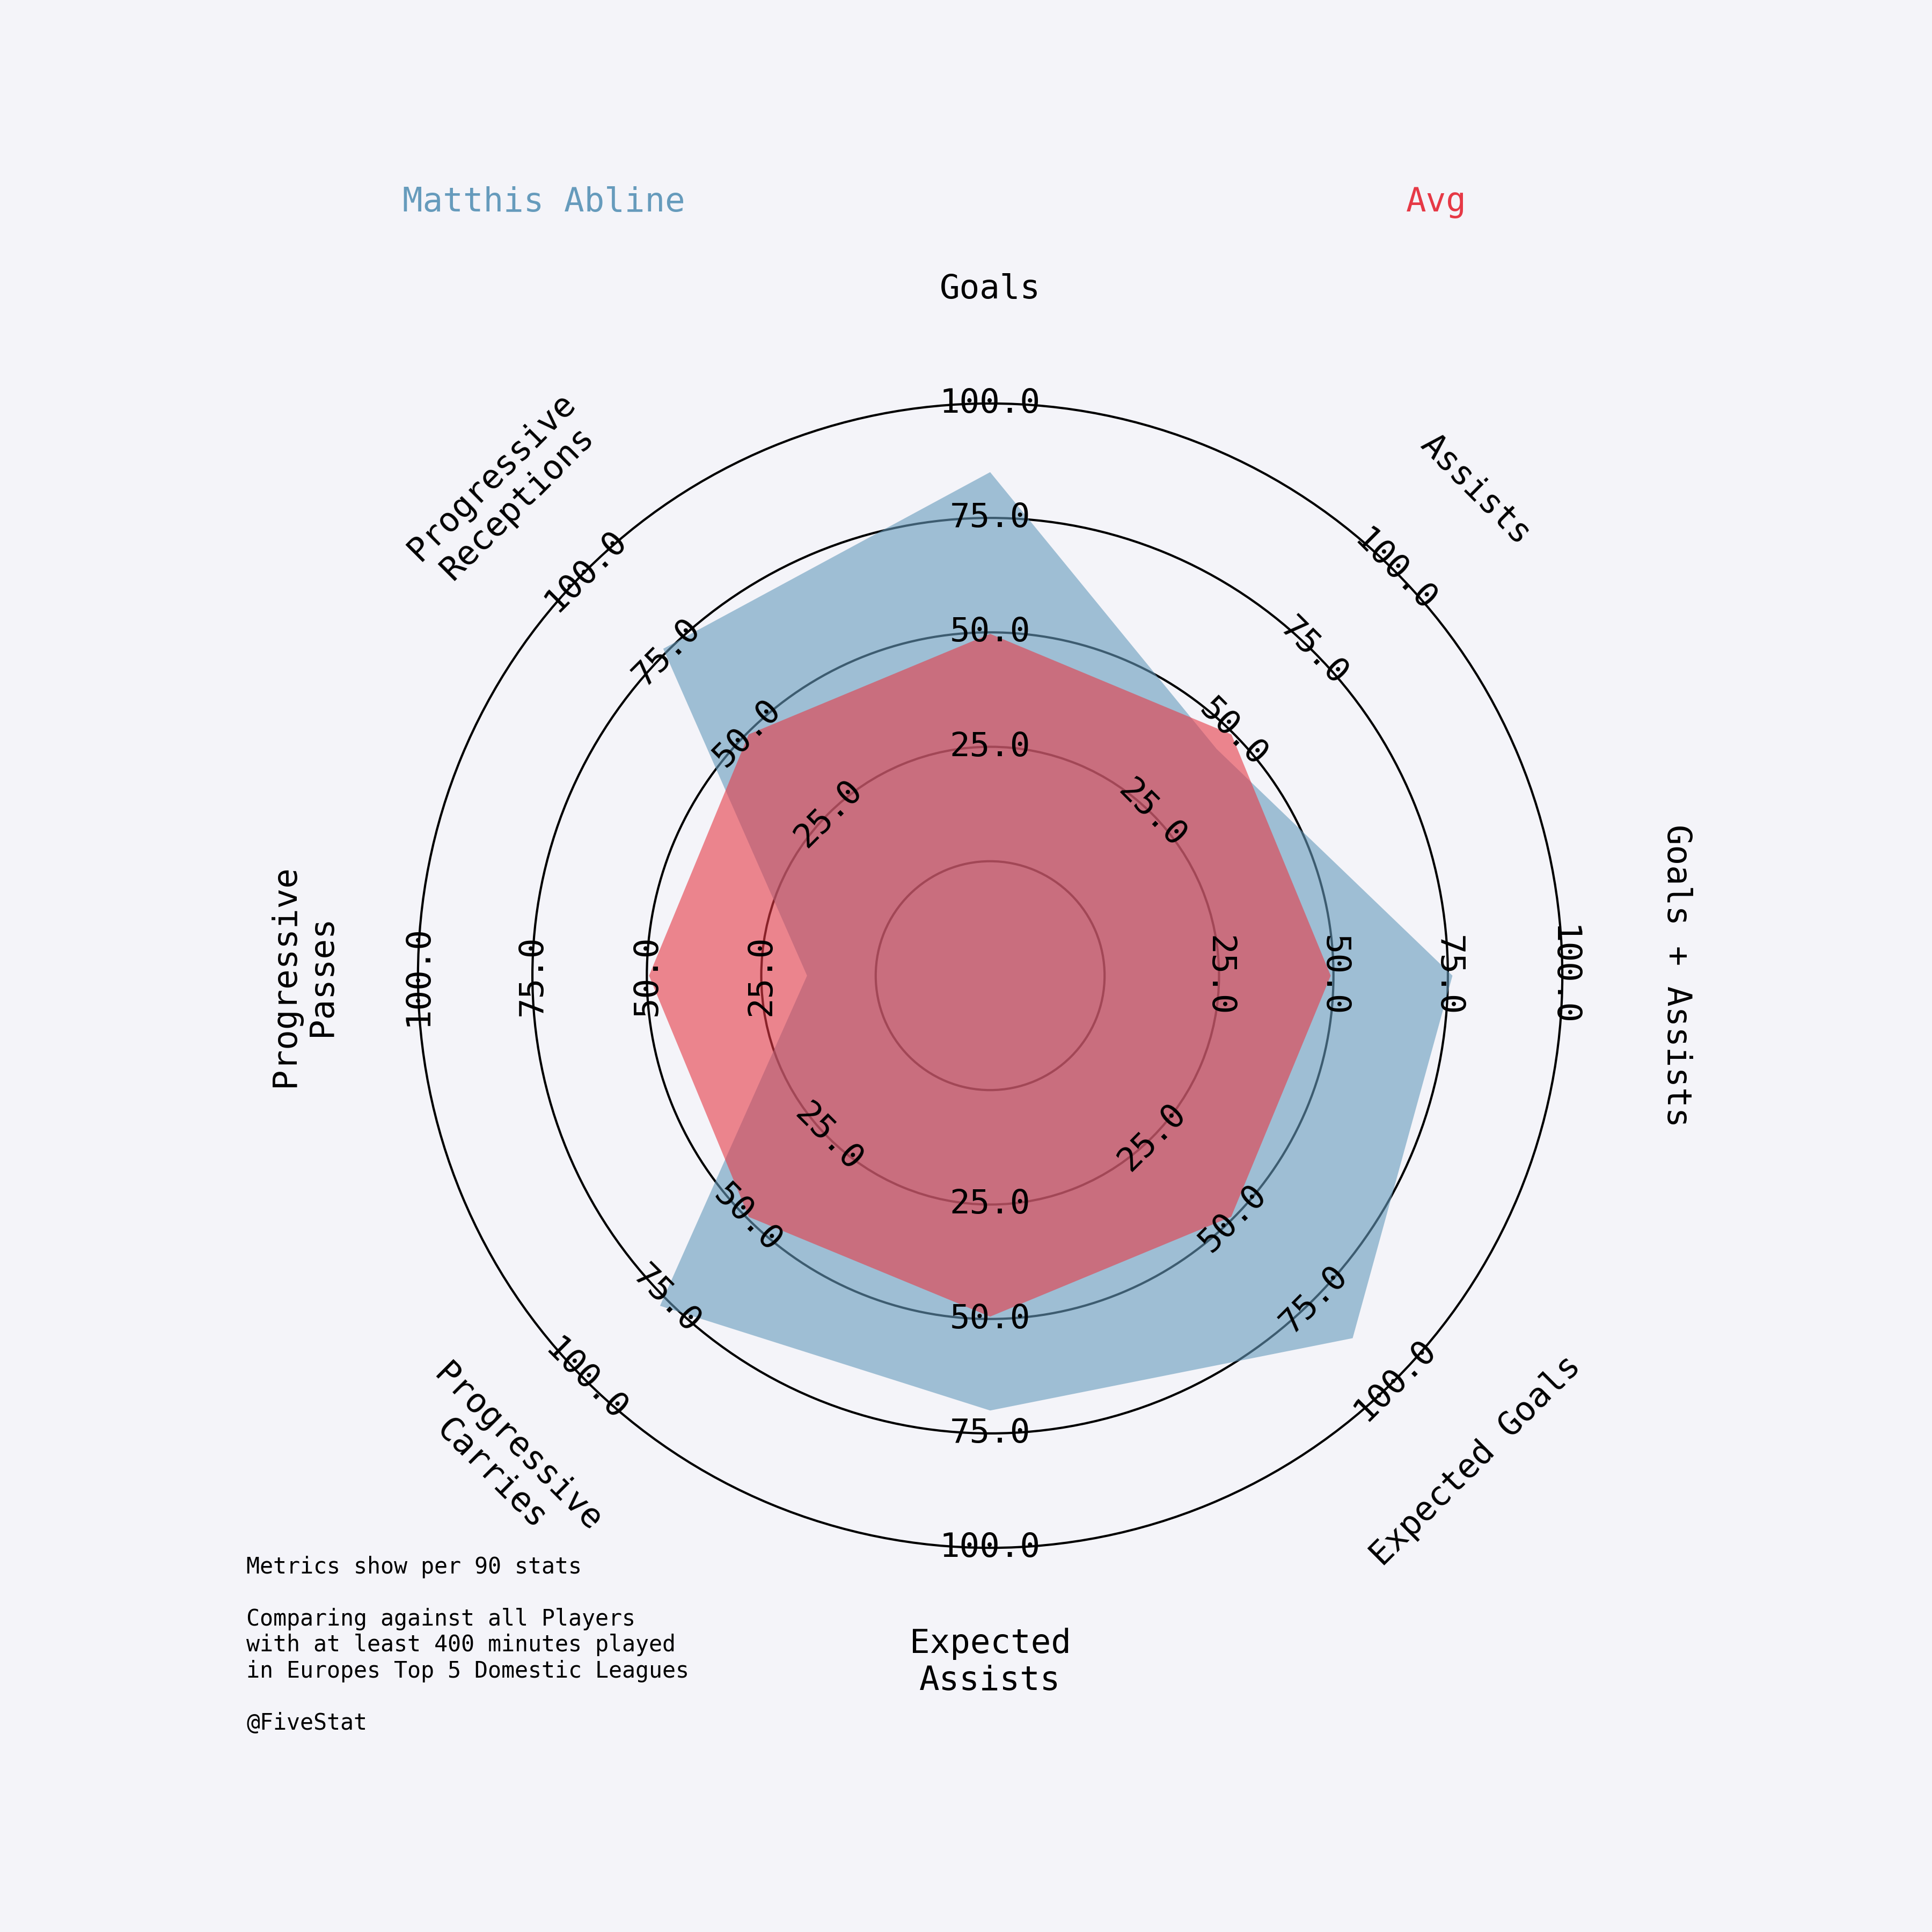 Matthis Abline
Avg
Goals
Assists
Goals + Assists
Expected Goals
Expected
Assists
Progressive
Carries
Progressive
Passes
Progressive
Receptions
25.0
50.0
75.0
100.0
25.0
50.0
75.0
100.0
25.0
50.0
75.0
100.0
25.0
50.0
75.0
100.0
25.0
50.0
75.0
100.0
25.0
50.0
75.0
100.0
25.0
50.0
75.0
100.0
25.0
50.0
75.0
100.0
Metrics show per 90 stats
Comparing against all Players
with at least 400 minutes played
in Europes Top 5 Domestic Leagues
@FiveStat